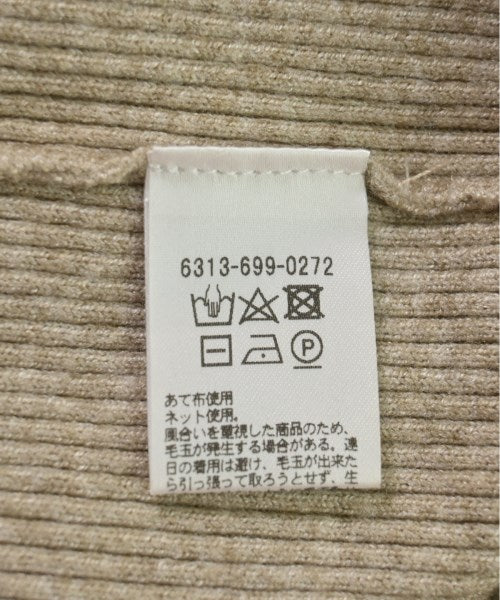 6313-699-0272
P
あて布使用
ネット使用。
風合いを重視した商品のため、
毛玉が発生する場合がある。連
日の着用は避け、毛玉が出来た
ら引っ張って取ろうとせず、生